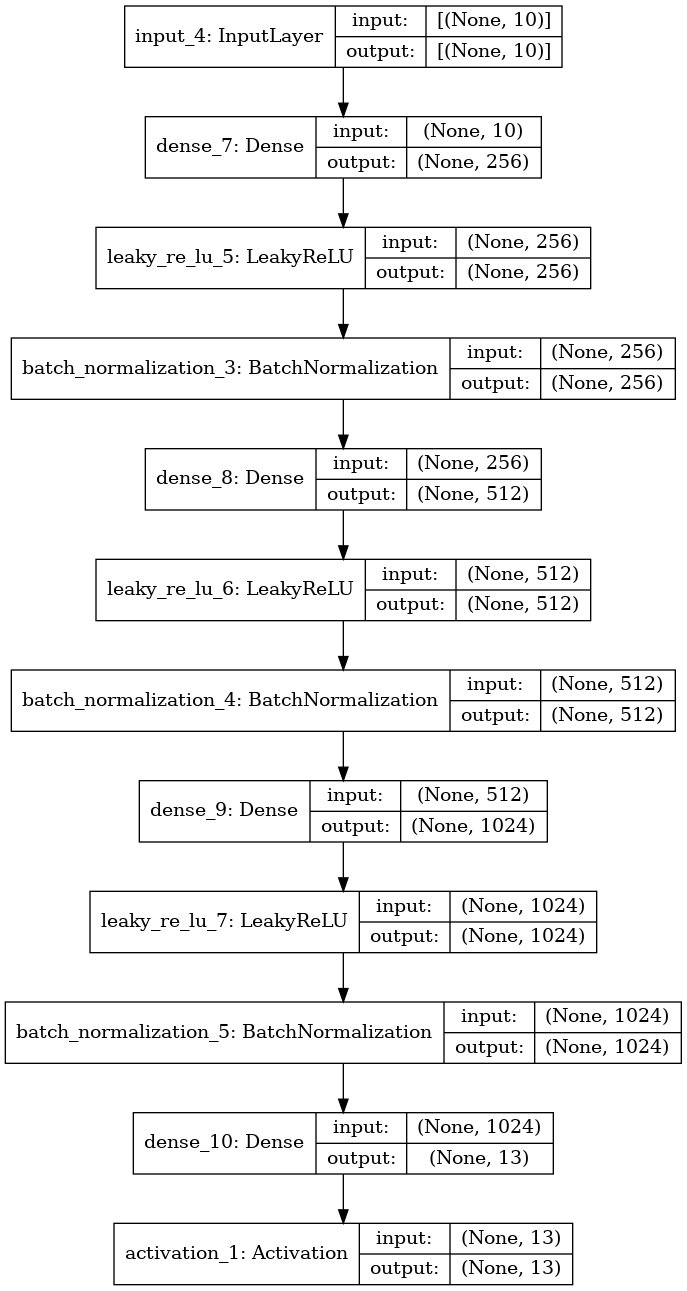 input_4: InputLayer
input: [(None, 10)]
output: [(None, 10)]
dense_7: Dense
input: (None, 10)
output: (None, 256)
leaky_re_lu_5: LeakyReLU
input: (None, 256)
output: (None, 256)
batch_normalization_3: BatchNormalization
input: (None, 256)
output: (None, 256)
dense_8: Dense
input: (None, 256)
output: (None, 512)
leaky_re_lu_6: LeakyReLU
input: (None, 512)
output: (None, 512)
batch_normalization_4: BatchNormalization
input: (None, 512)
output: (None, 512)
dense_9: Dense
input: (None, 512)
output: (None, 1024)
leaky_re_lu_7: LeakyReLU
input: (None, 1024)
output: (None, 1024)
batch_normalization_5: BatchNormalization
input: (None, 1024)
output: (None, 1024)
dense_10: Dense
input: (None, 1024)
output: (None, 13)
activation_1: Activation
input: (None, 13)
output: (None, 13)